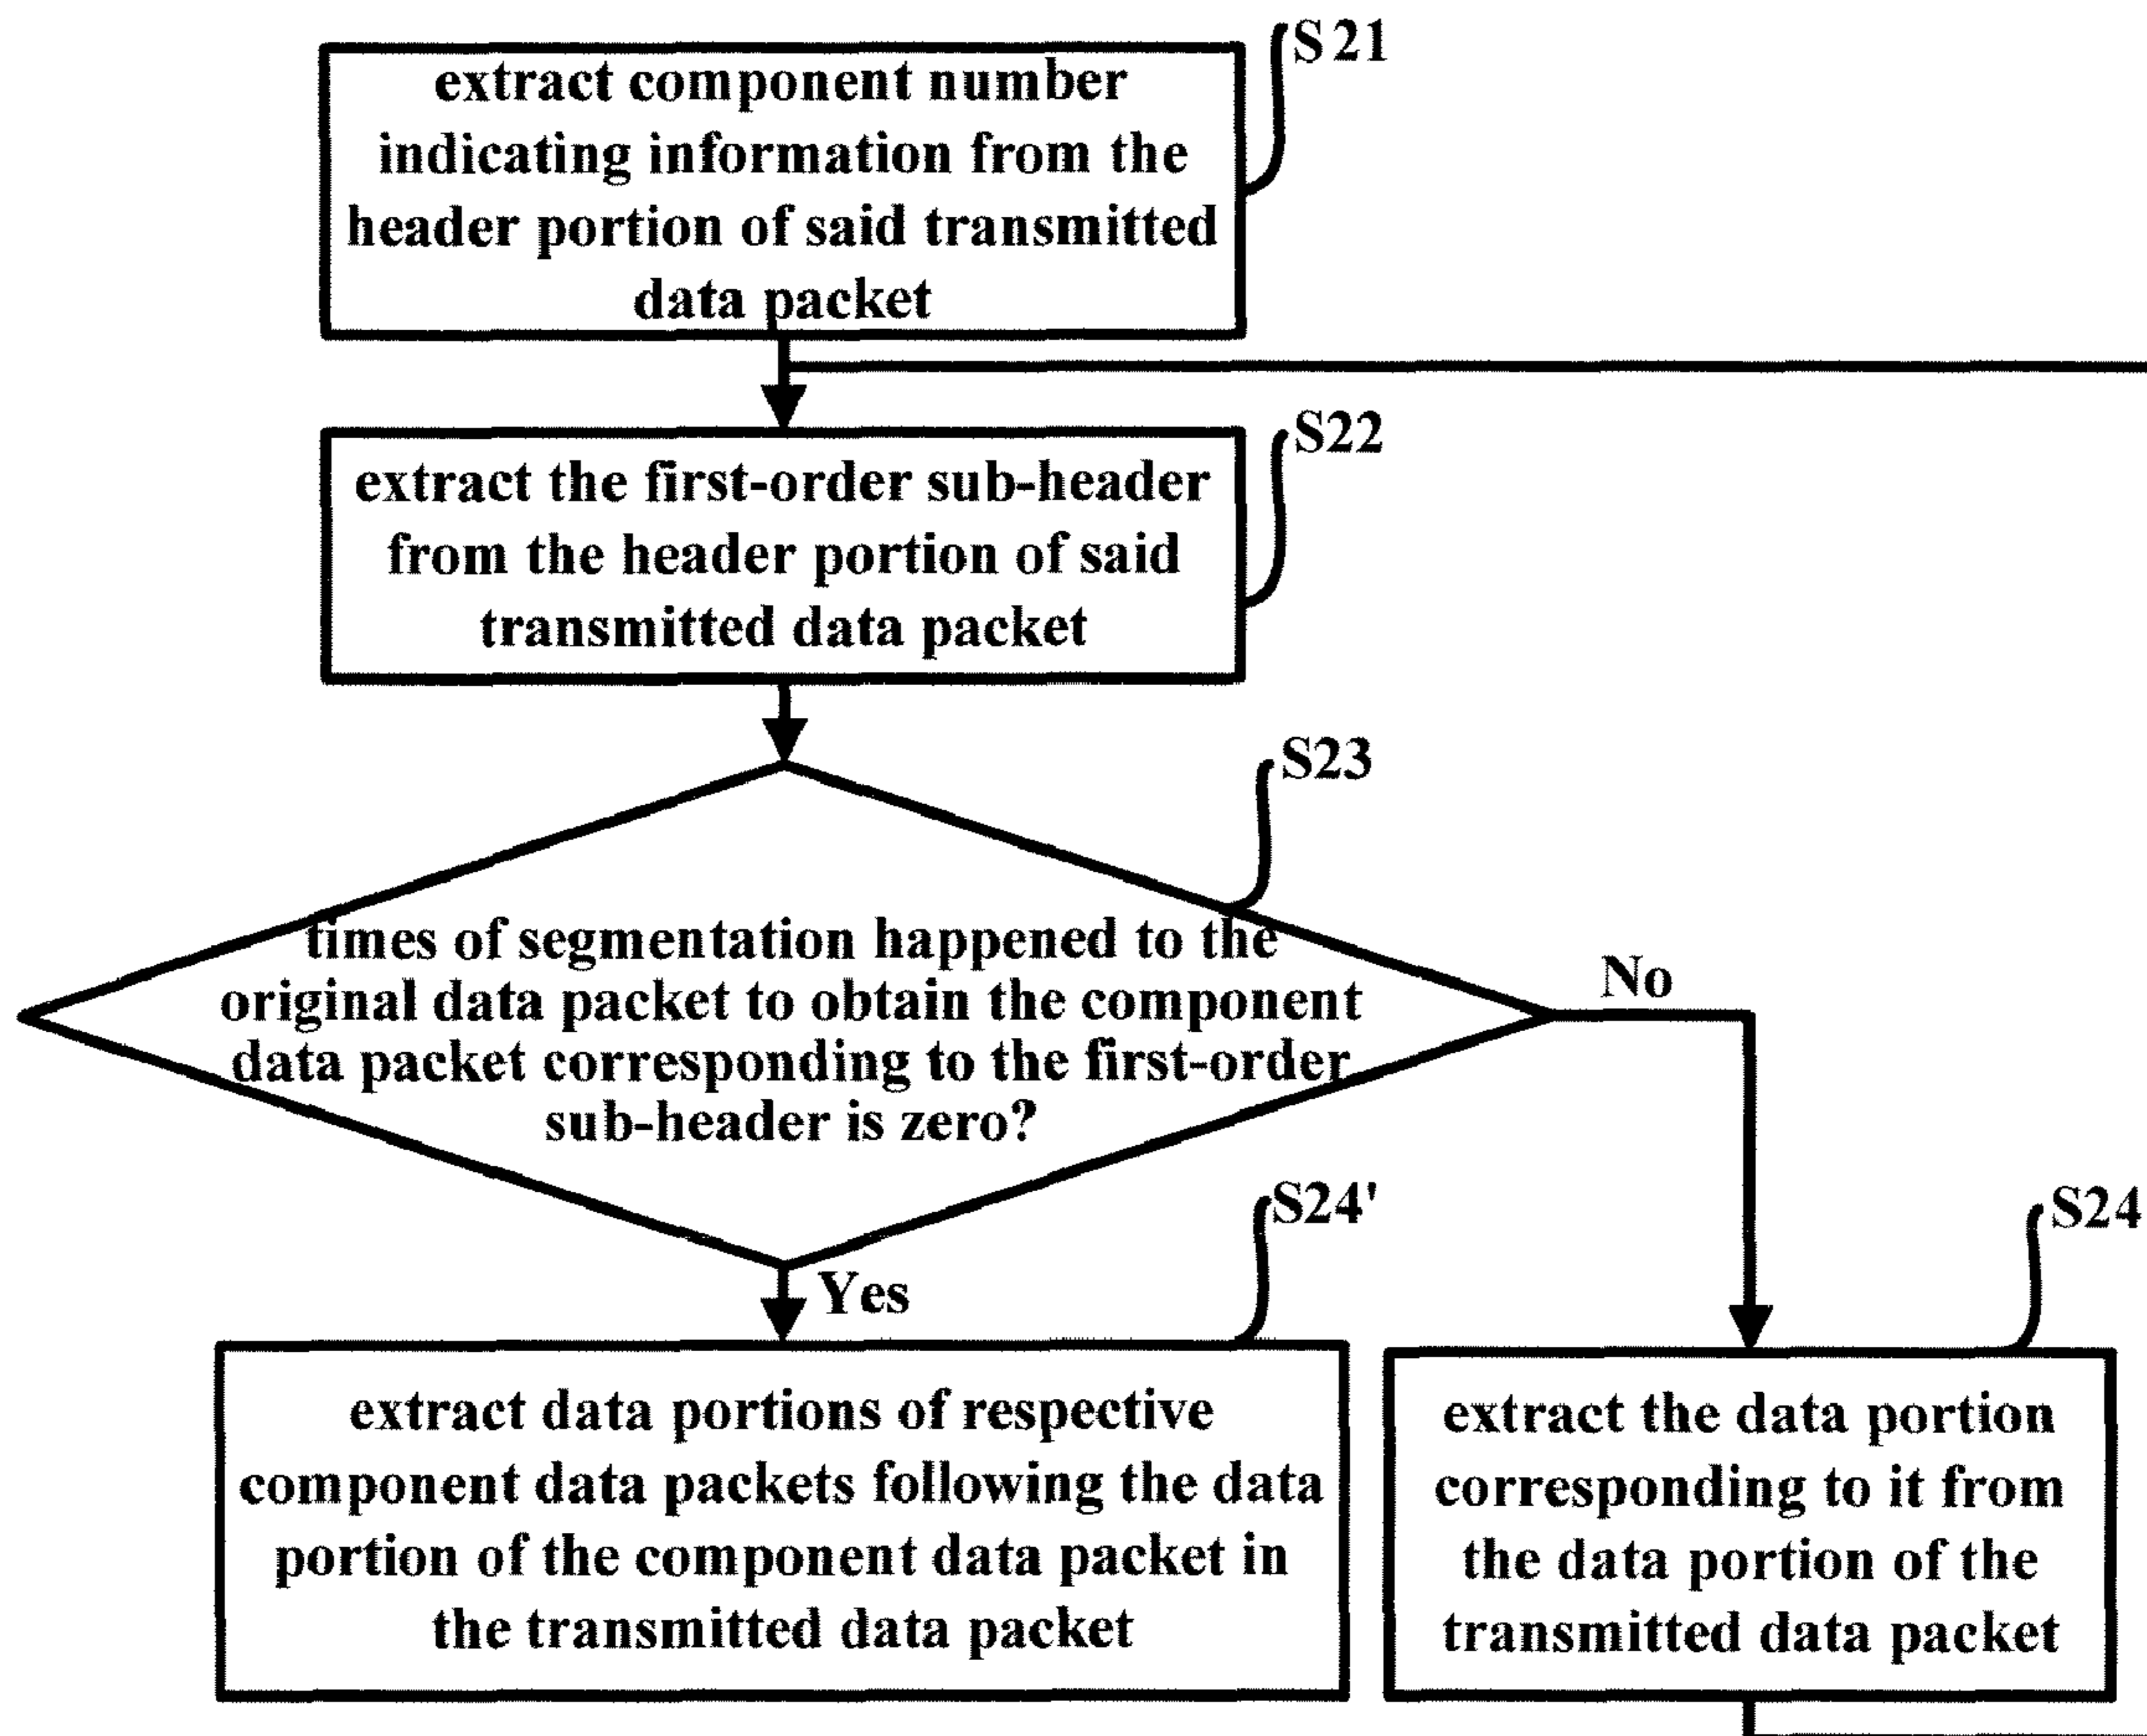 S21
extract component number
indicating information from the
header portion of said transmitted
data packet
S22
extract the first-order sub-header
from the header portion of said
transmitted data packet
S23
times of segmentation happened to the
original data packet to obtain the component
data packet corresponding to the first-order
sub-header is zero?
No
Yes
S24'
extract data portions of respective
component data packets following the data
portion of the component data packet in
the transmitted data packet
S24
extract the data portion
corresponding to it from
the data portion of the
transmitted data packet